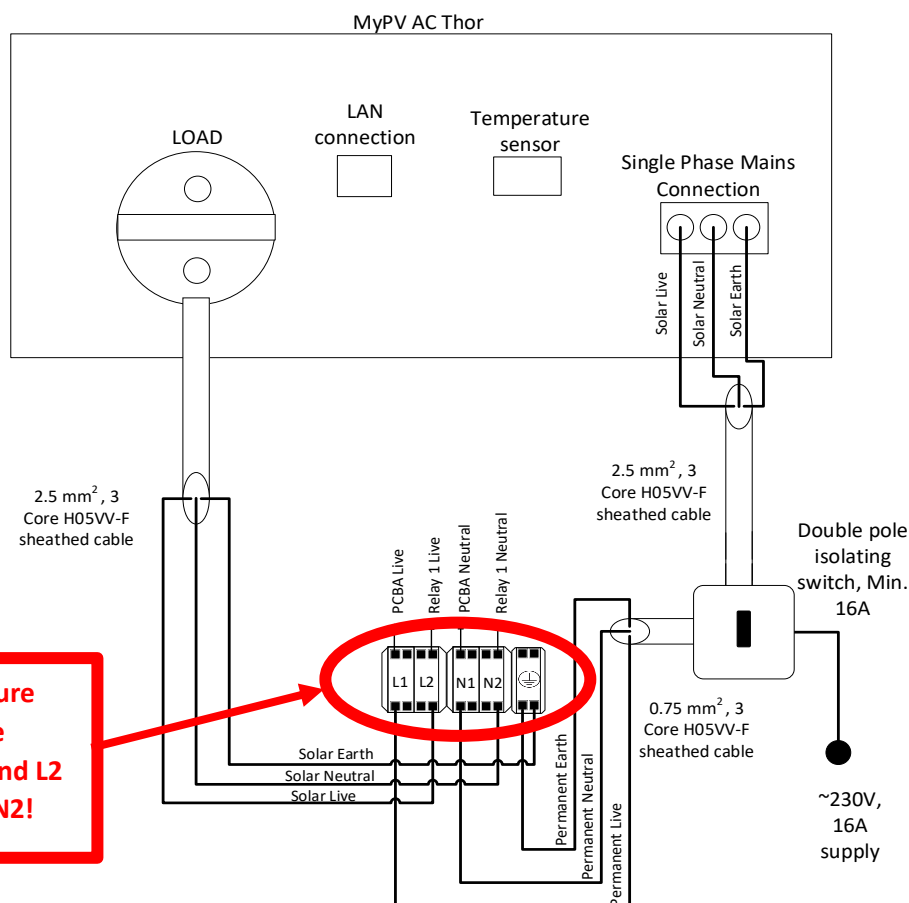 MyPV AC Thor
LOAD
LAN
connection
Temperature
sensor
Single Phase Mains
Connection
Solar Live
Solar Neutral
Solar Earth
2.5 mm², 3
Core H05VV-F
sheathed cable
2.5 mm², 3
Core H05VV-F
sheathed cable
Double pole
isolating
switch, Min.
16A
PCBA Live
Relay 1 Live
PCBA Neutral
Relay 1 Neutral
L1 L2 N1 N2
nd L2
N2!
Solar Earth
Solar Neutral
Solar Live
Permanent Earth
Permanent Neutral
Permanent Live
0.75 mm², 3
Core H05VV-F
sheathed cable
~230V,
16A
supply